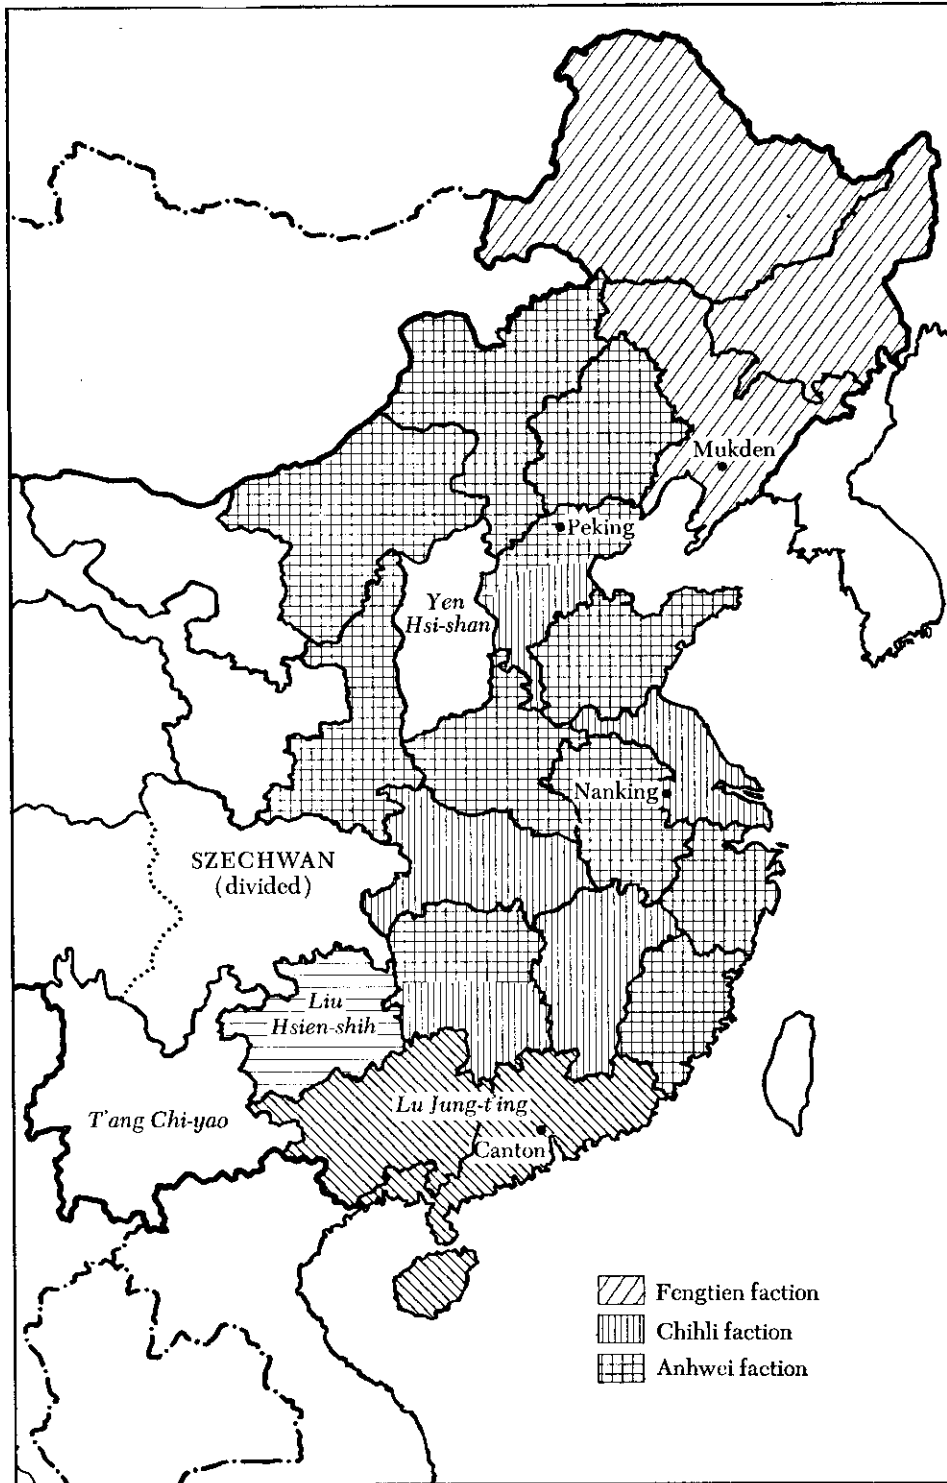 Mukden
Peking
Yen
Hsi-shan
Nanking
SZECHWAN
(divided)
Liu
Hsien-shih
T'ang Chi-yao
Lu Jung-t'ing
Canton
Fengtien faction
Chihli faction
Anhwei faction